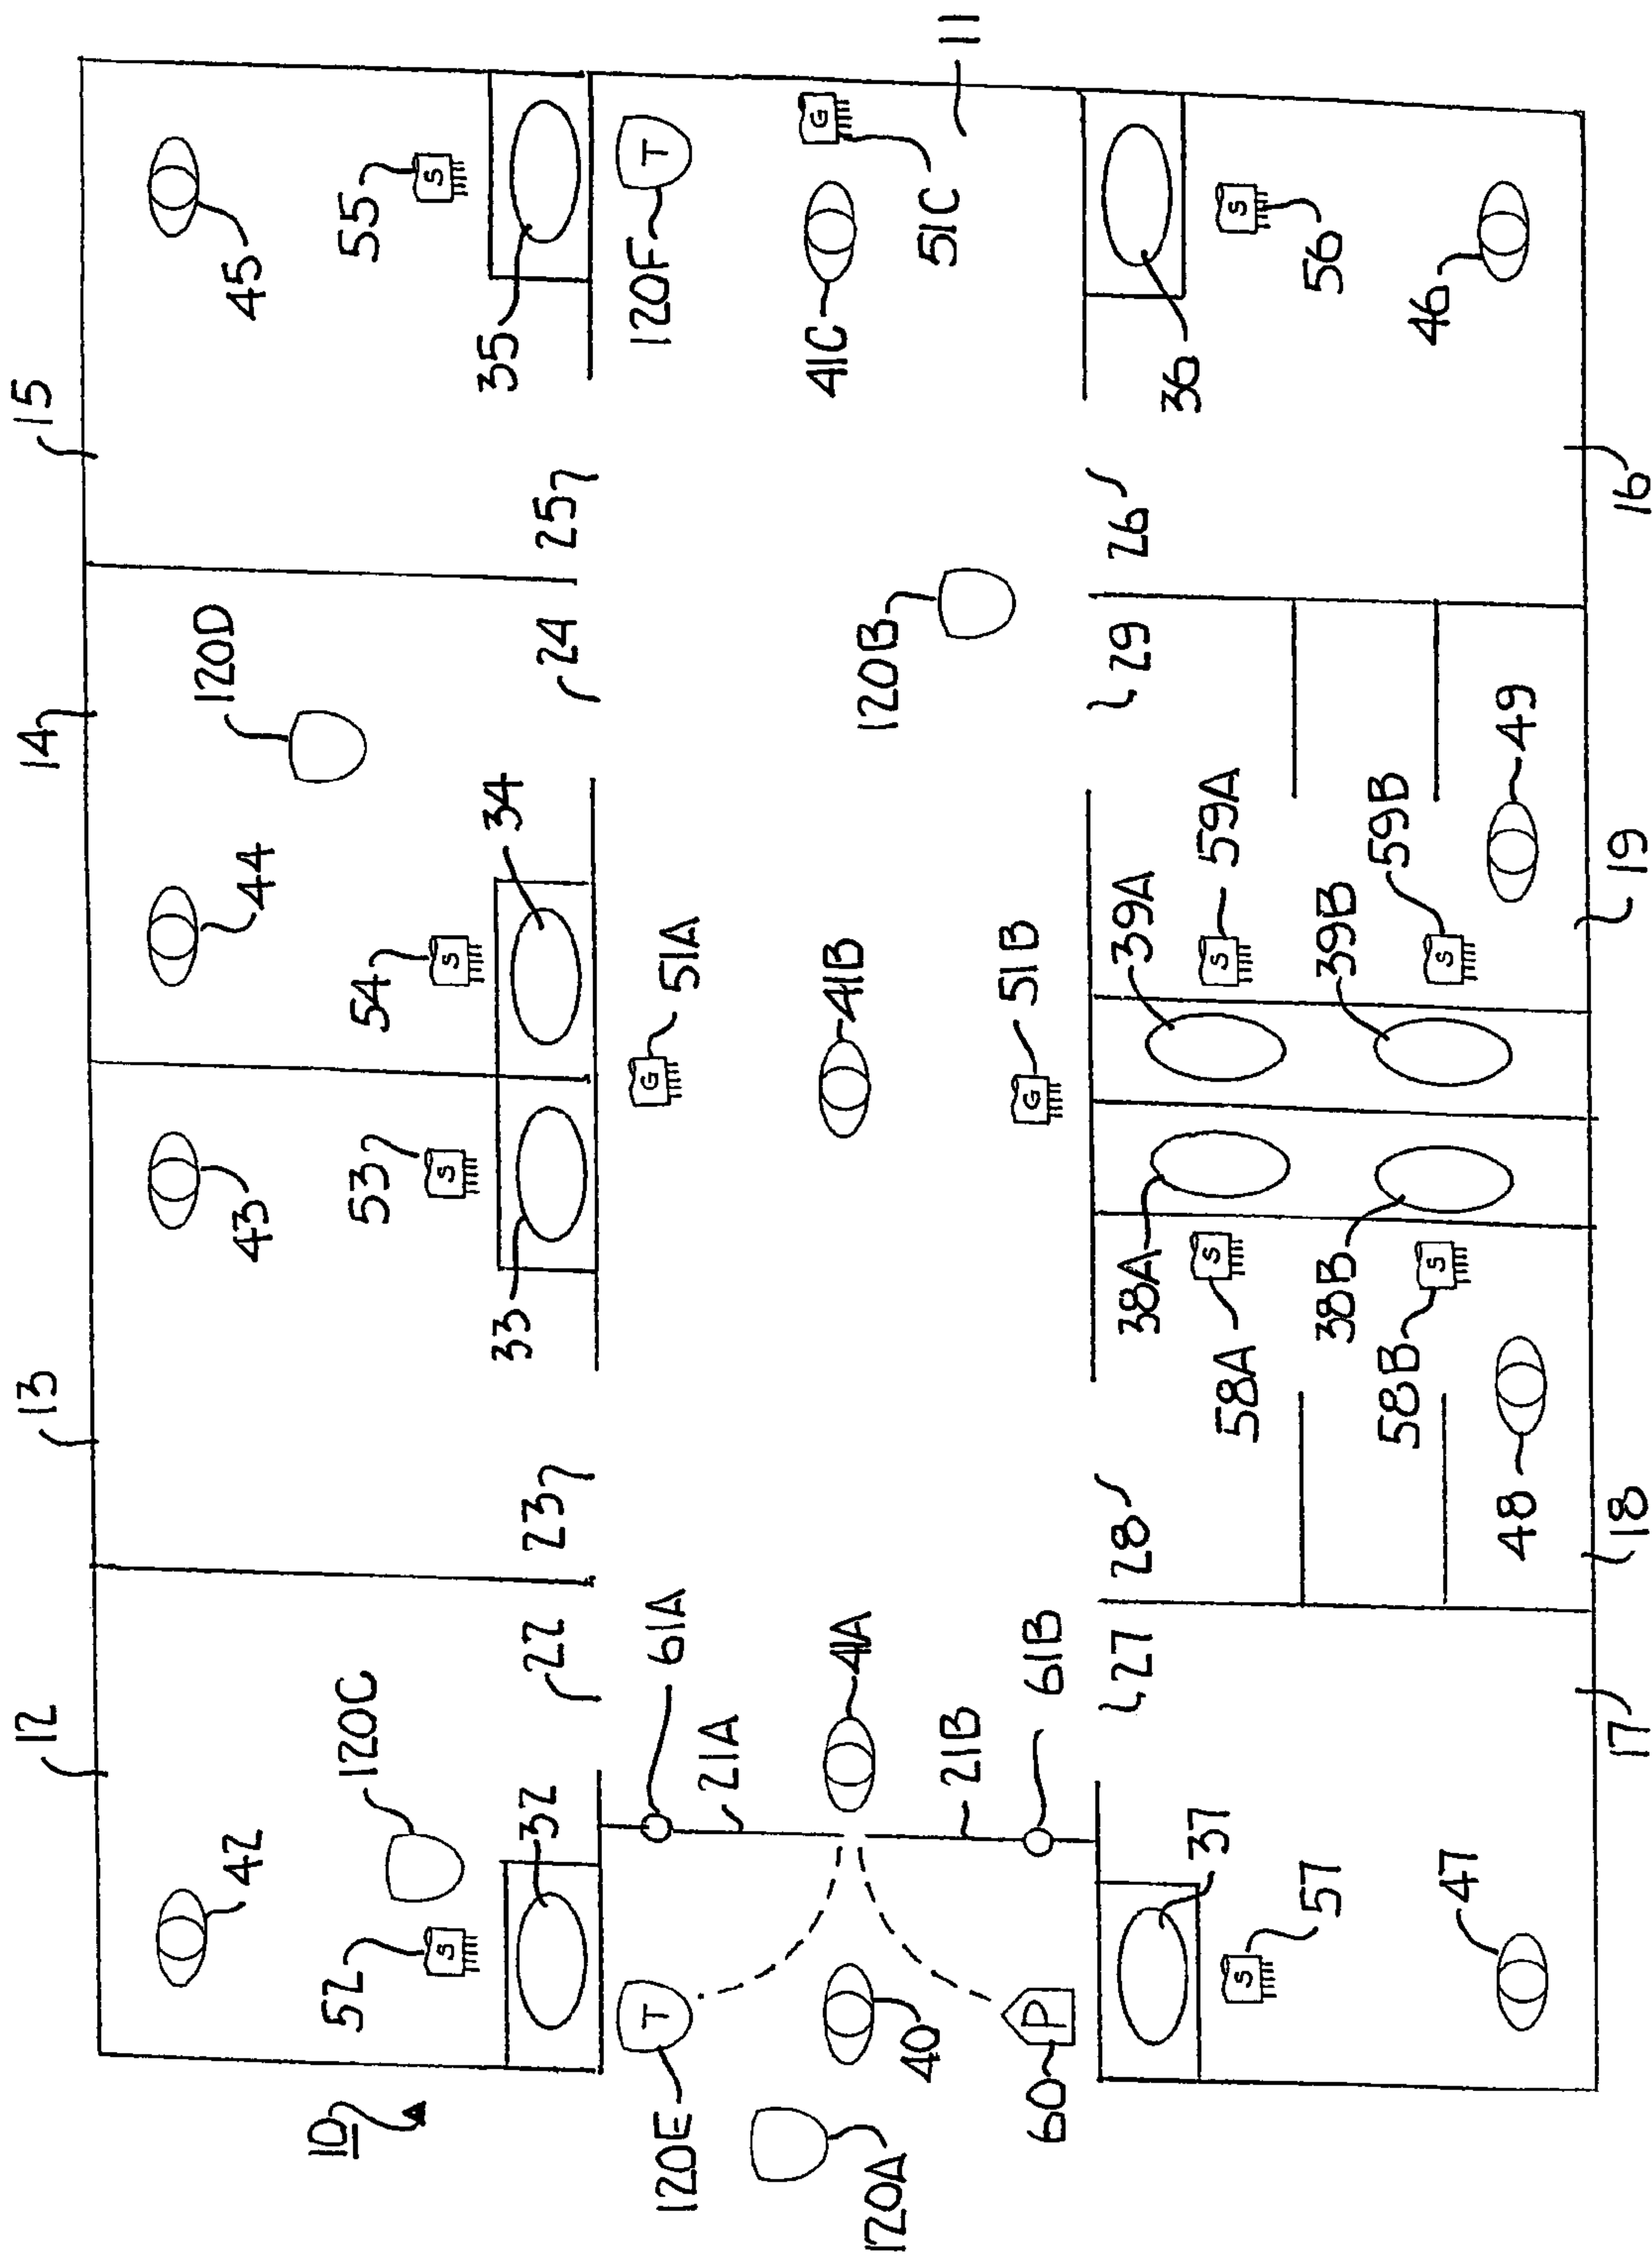 12
13
14
15
120D
42
43
44
45
10
120C
52
53
54
55
S
S
S
S
S
32
33
34
35
22
23
24
25
120E
T
61A
G
51A
120F
T
21A
41A
41B
41C
G
120A
40
120B
51C
11
21B
51B
60
P
61B
G
27
28
29
26
38A
39A
36
37
58A
S
S
59A
S
S
57
38B
39B
56
58B
S
S
59B
47
46
48
49
17
18
19
16